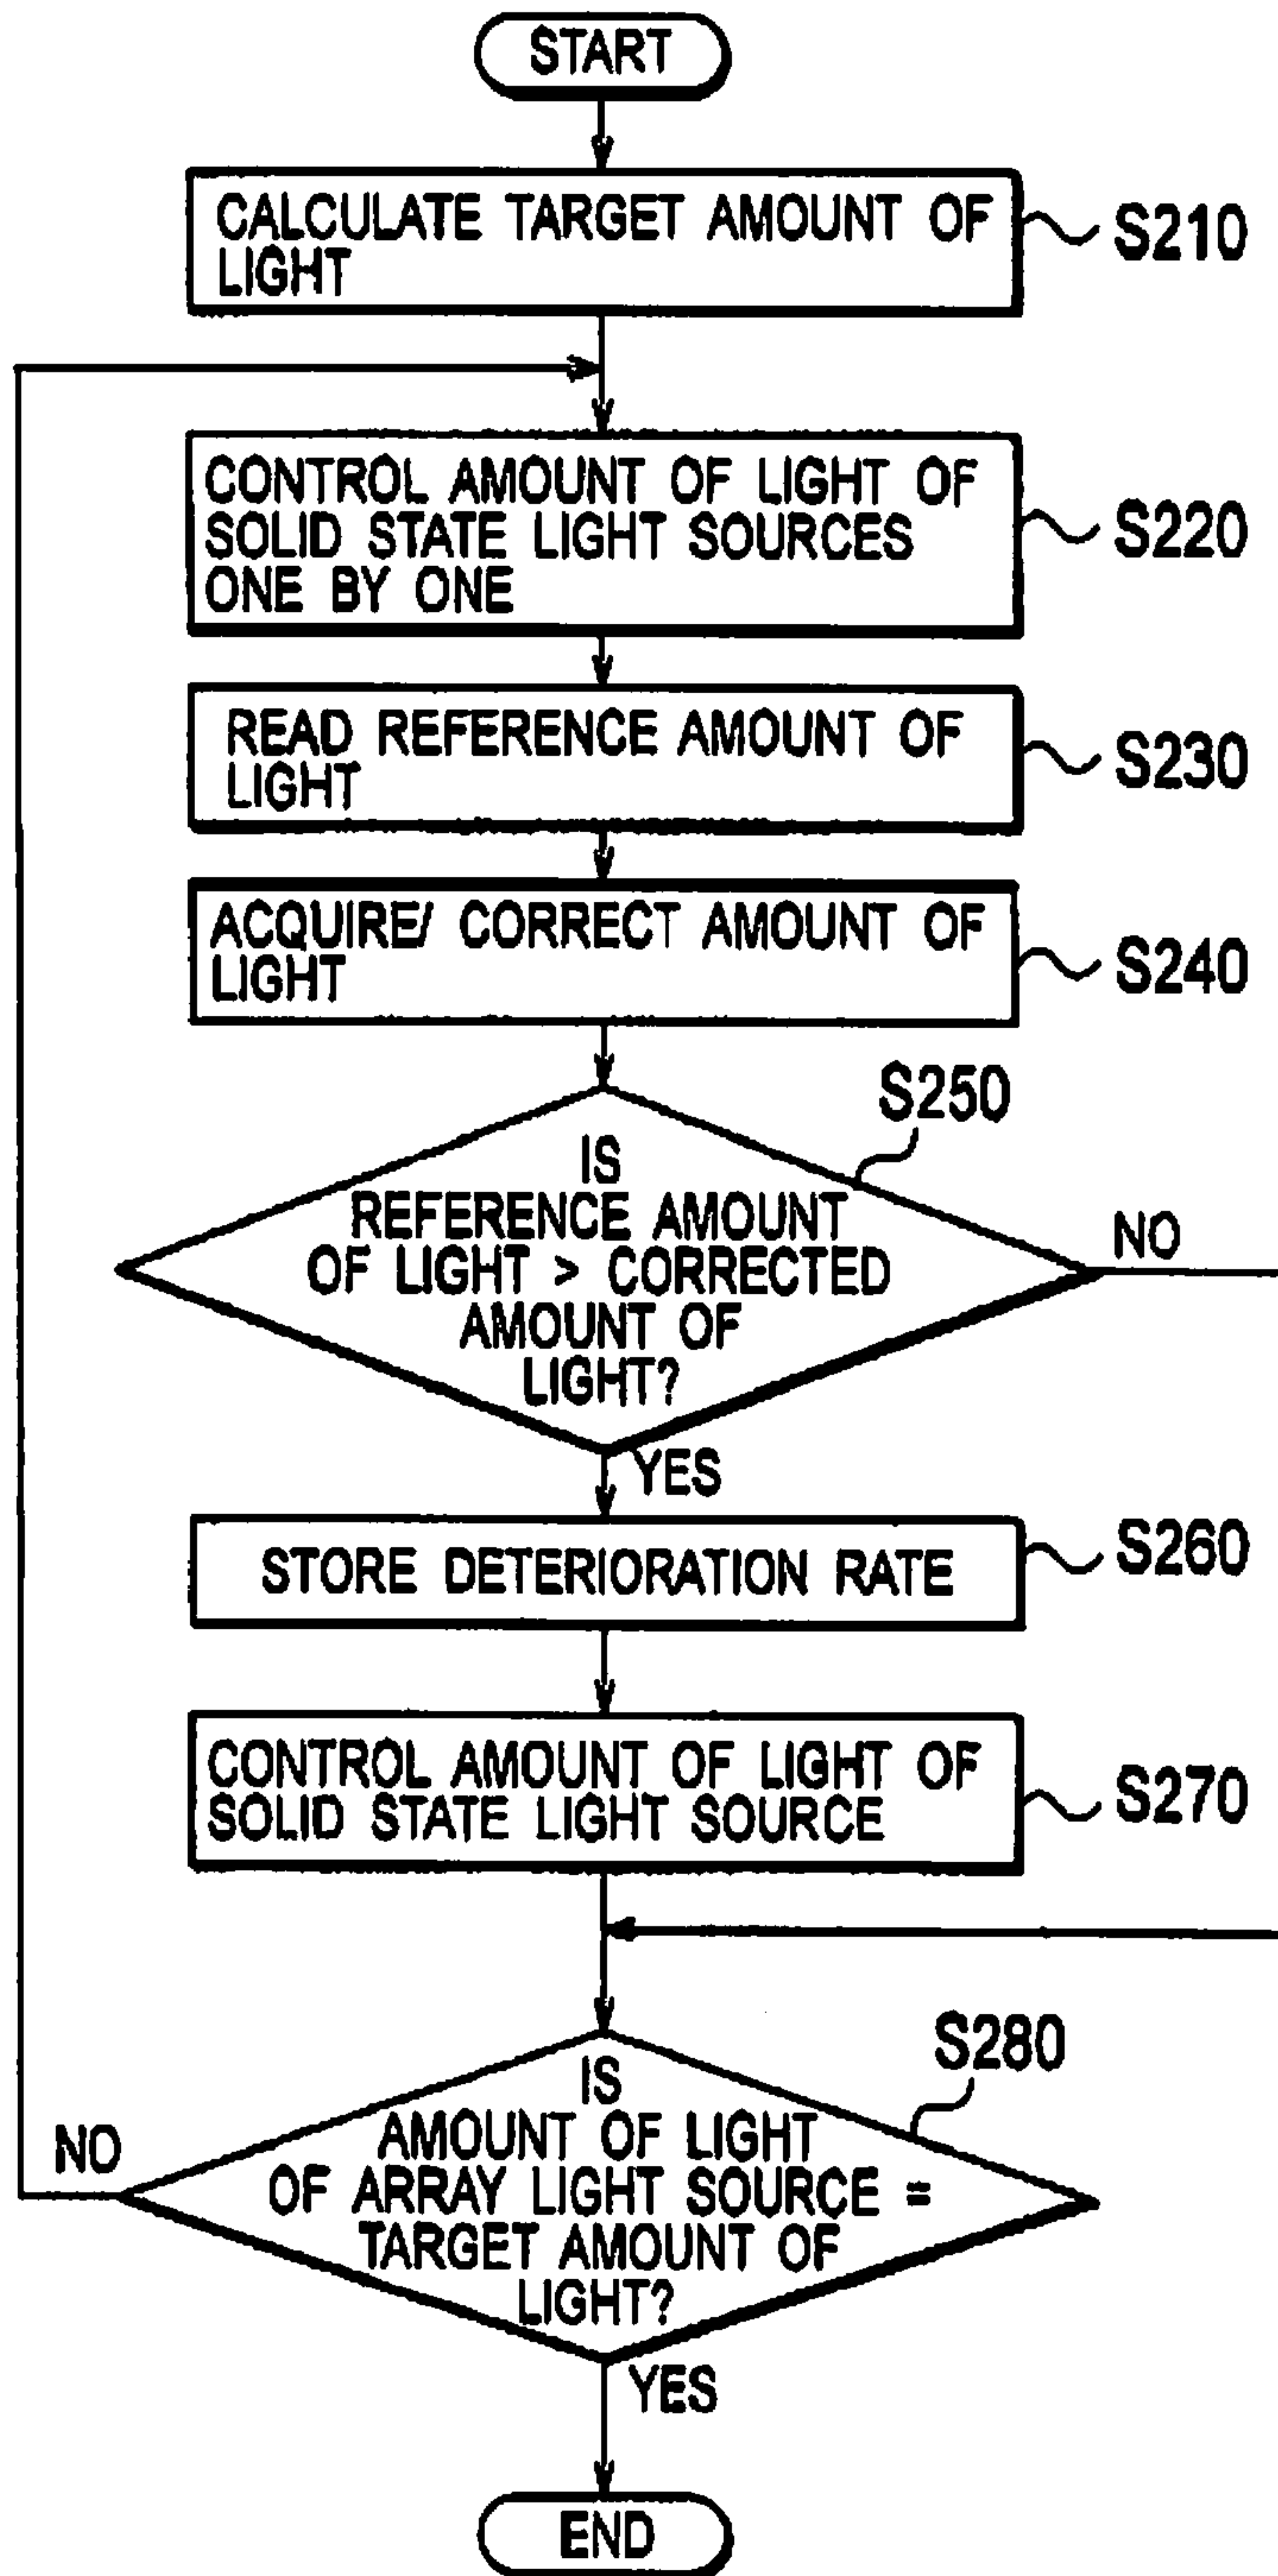 START
CALCULATE TARGET AMOUNT OF
LIGHT
S210
CONTROL AMOUNT OF LIGHT OF
SOLID STATE LIGHT SOURCES
ONE BY ONE
S220
READ REFERENCE AMOUNT OF
LIGHT
S230
ACQUIRE/ CORRECT AMOUNT OF
LIGHT
S240
S250
IS
REFERENCE AMOUNT
OF LIGHT > CORRECTED
AMOUNT OF
LIGHT?
NO
YES
STORE DETERIORATION RATE
S260
CONTROL AMOUNT OF LIGHT OF
SOLID STATE LIGHT SOURCE
S270
S280
IS
AMOUNT OF LIGHT
OF ARRAY LIGHT SOURCE =
TARGET AMOUNT OF
LIGHT?
NO
YES
END